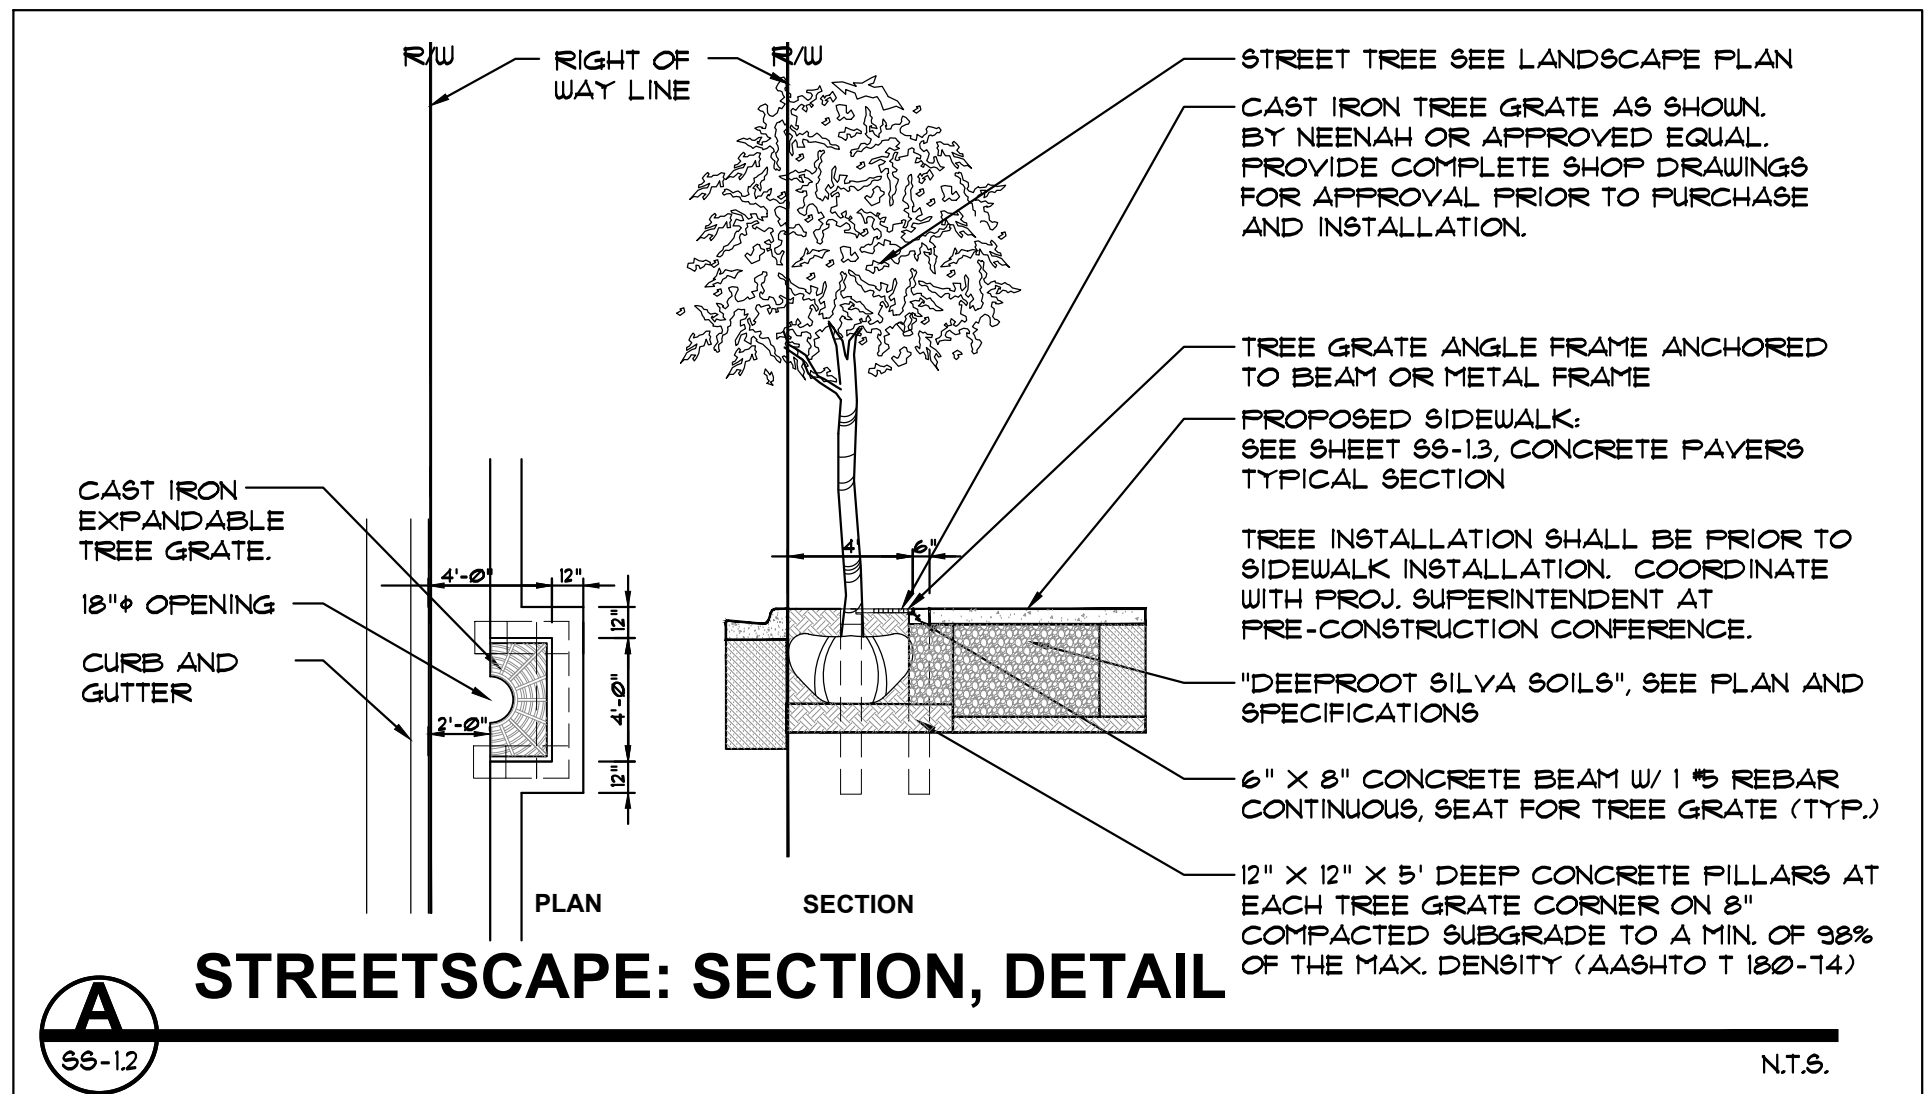 R/W
RIGHT OF
WAY LINE
R/W
STREET TREE SEE LANDSCAPE PLAN
CAST IRON TREE GRATE AS SHOWN.
BY NEENAH OR APPROVED EQUAL.
PROVIDE COMPLETE SHOP DRAWINGS
FOR APPROVAL PRIOR TO PURCHASE
AND INSTALLATION.
TREE GRATE ANGLE FRAME ANCHORED
TO BEAM OR METAL FRAME
PROPOSED SIDEWALK:
SEE SHEET SS-1.3, CONCRETE PAVERS
TYPICAL SECTION
TREE INSTALLATION SHALL BE PRIOR TO
SIDEWALK INSTALLATION. COORDINATE
WITH PROJ. SUPERINTENDENT AT
PRE-CONSTRUCTION CONFERENCE.
"DEEPROOT SILVA SOILS", SEE PLAN AND
SPECIFICATIONS
6" X 8" CONCRETE BEAM W/ 1 #5 REBAR
CONTINUOUS, SEAT FOR TREE GRATE (TYP.)
12" X 12" X 5' DEEP CONCRETE PILLARS AT
EACH TREE GRATE CORNER ON 8"
COMPACTED SUBGRADE TO A MIN. OF 98%
OF THE MAX. DENSITY (AASHTO T 180-74)
CAST IRON
EXPANDABLE
TREE GRATE.
18"ϕ OPENING
CURB AND
GUTTER
4'-0"
12"
12"
4'-0"
12"
2'-0"
4'
6"
PLAN
SECTION
STREETSCAPE: SECTION, DETAIL
A
SS-1.2
N.T.S.